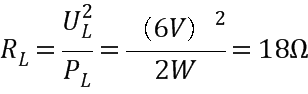 R_L = U_L^2 / P_L = (6V)^2 / 2W = 18Ω